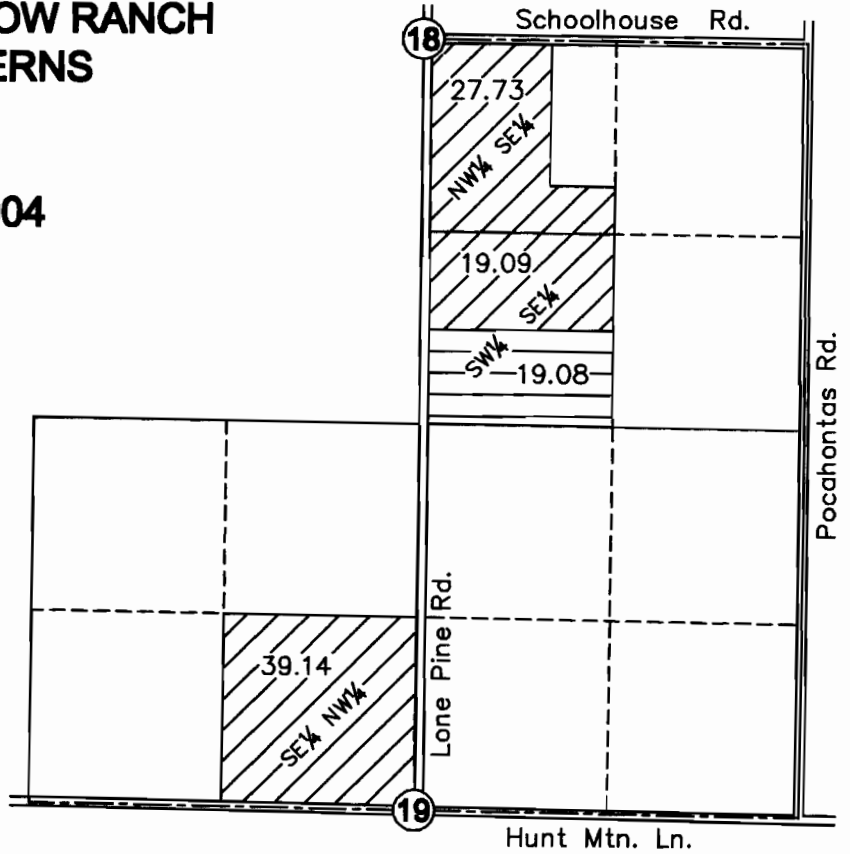 OW RANCH
ERNS
04
Schoolhouse Rd.
18
27.73
NW¼ SE¼
19.09
SW¼ SE¼
19.08
Pocahontas Rd.
Lone Pine Rd.
39.14
SE¼ NW¼
19
Hunt Mtn. Ln.